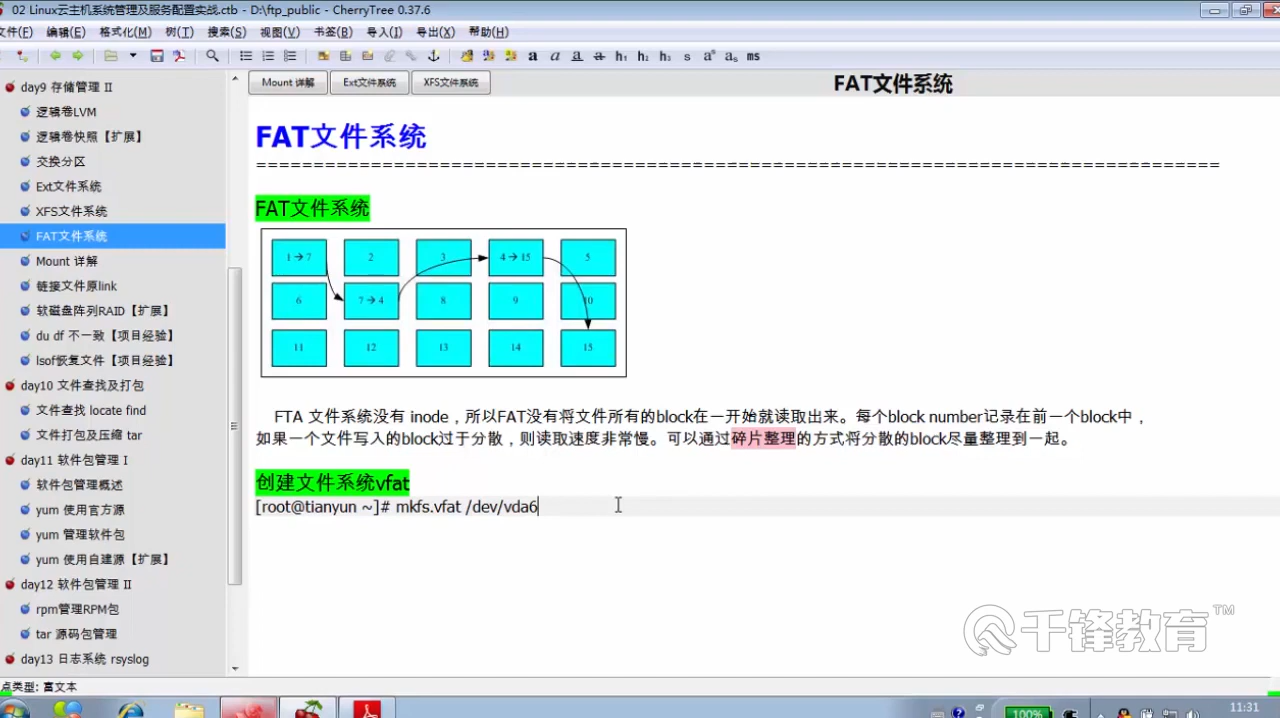 02 Linux云主机系统管理及服务配置实战.ctb - D:\ftp_public - CherryTree 0.37.6
文件(F) 编辑(E) 格式化(M) 树(T) 搜索(S) 视图(V) 书签(B) 导入(I) 导出(X) 帮助(H)
a a a a h₁ h₂ h₃ s aˢ aₛ ms
day9 存储管理 II
逻辑卷LVM
逻辑卷快照【扩展】
交换分区
Ext文件系统
XFS文件系统
FAT文件系统
Mount 详解
链接文件原link
软磁盘阵列RAID【扩展】
du df 不一致【项目经验】
lsof恢复文件【项目经验】
day10 文件查找及打包
文件查找 locate find
文件打包及压缩 tar
day11 软件包管理 I
软件包管理概述
yum 使用官方源
yum 管理软件包
yum 使用自建源【扩展】
day12 软件包管理 II
rpm管理RPM包
tar 源码包管理
day13 日志系统 rsyslog
Mount 详解 Ext文件系统 XFS文件系统 FAT文件系统
FAT文件系统
FAT文件系统
1→7 2 3 4→15 5
6 7→4 8 9 10
11 12 13 14 15
FTA 文件系统没有 inode，所以FAT没有将文件所有的block在一开始就读取出来。每个block number记录在前一个block中，
如果一个文件写入的block过于分散，则读取速度非常慢。可以通过碎片整理的方式将分散的block尽量整理到一起。
创建文件系统vfat
[root@tianyun ~]# mkfs.vfat /dev/vda6
千锋教育™
点类型: 富文本
100% 11:31